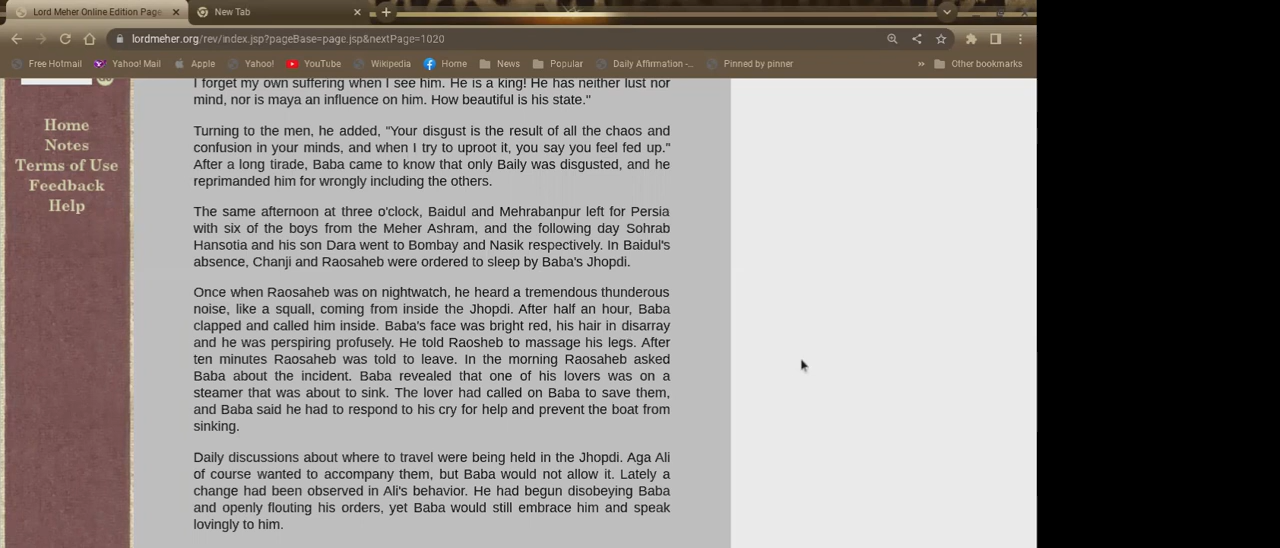 Lord Meher Online Edition Page
New Tab
lordmeher.org/rev/index.jsp?pageBase=page.jsp&nextPage=1020
Free Hotmail
Yahoo! Mail
Apple
Yahoo!
YouTube
Wikipedia
Home
News
Popular
Daily Affirmation -...
Pinned by pinner
»
Other bookmarks
Home
Notes
Terms of Use
Feedback
Help
I forget my own suffering when I see him. He is a king! He has neither lust nor
mind, nor is maya an influence on him. How beautiful is his state."
Turning to the men, he added, "Your disgust is the result of all the chaos and
confusion in your minds, and when I try to uproot it, you say you feel fed up."
After a long tirade, Baba came to know that only Baily was disgusted, and he
reprimanded him for wrongly including the others.
The same afternoon at three o'clock, Baidul and Mehrabanpur left for Persia
with six of the boys from the Meher Ashram, and the following day Sohrab
Hansotia and his son Dara went to Bombay and Nasik respectively. In Baidul's
absence, Chanji and Raosaheb were ordered to sleep by Baba's Jhopdi.
Once when Raosaheb was on nightwatch, he heard a tremendous thunderous
noise, like a squall, coming from inside the Jhopdi. After half an hour, Baba
clapped and called him inside. Baba's face was bright red, his hair in disarray
and he was perspiring profusely. He told Raosheb to massage his legs. After
ten minutes Raosaheb was told to leave. In the morning Raosaheb asked
Baba about the incident. Baba revealed that one of his lovers was on a
steamer that was about to sink. The lover had called on Baba to save them,
and Baba said he had to respond to his cry for help and prevent the boat from
sinking.
Daily discussions about where to travel were being held in the Jhopdi. Aga Ali
of course wanted to accompany them, but Baba would not allow it. Lately a
change had been observed in Ali's behavior. He had begun disobeying Baba
and openly flouting his orders, yet Baba would still embrace him and speak
lovingly to him.